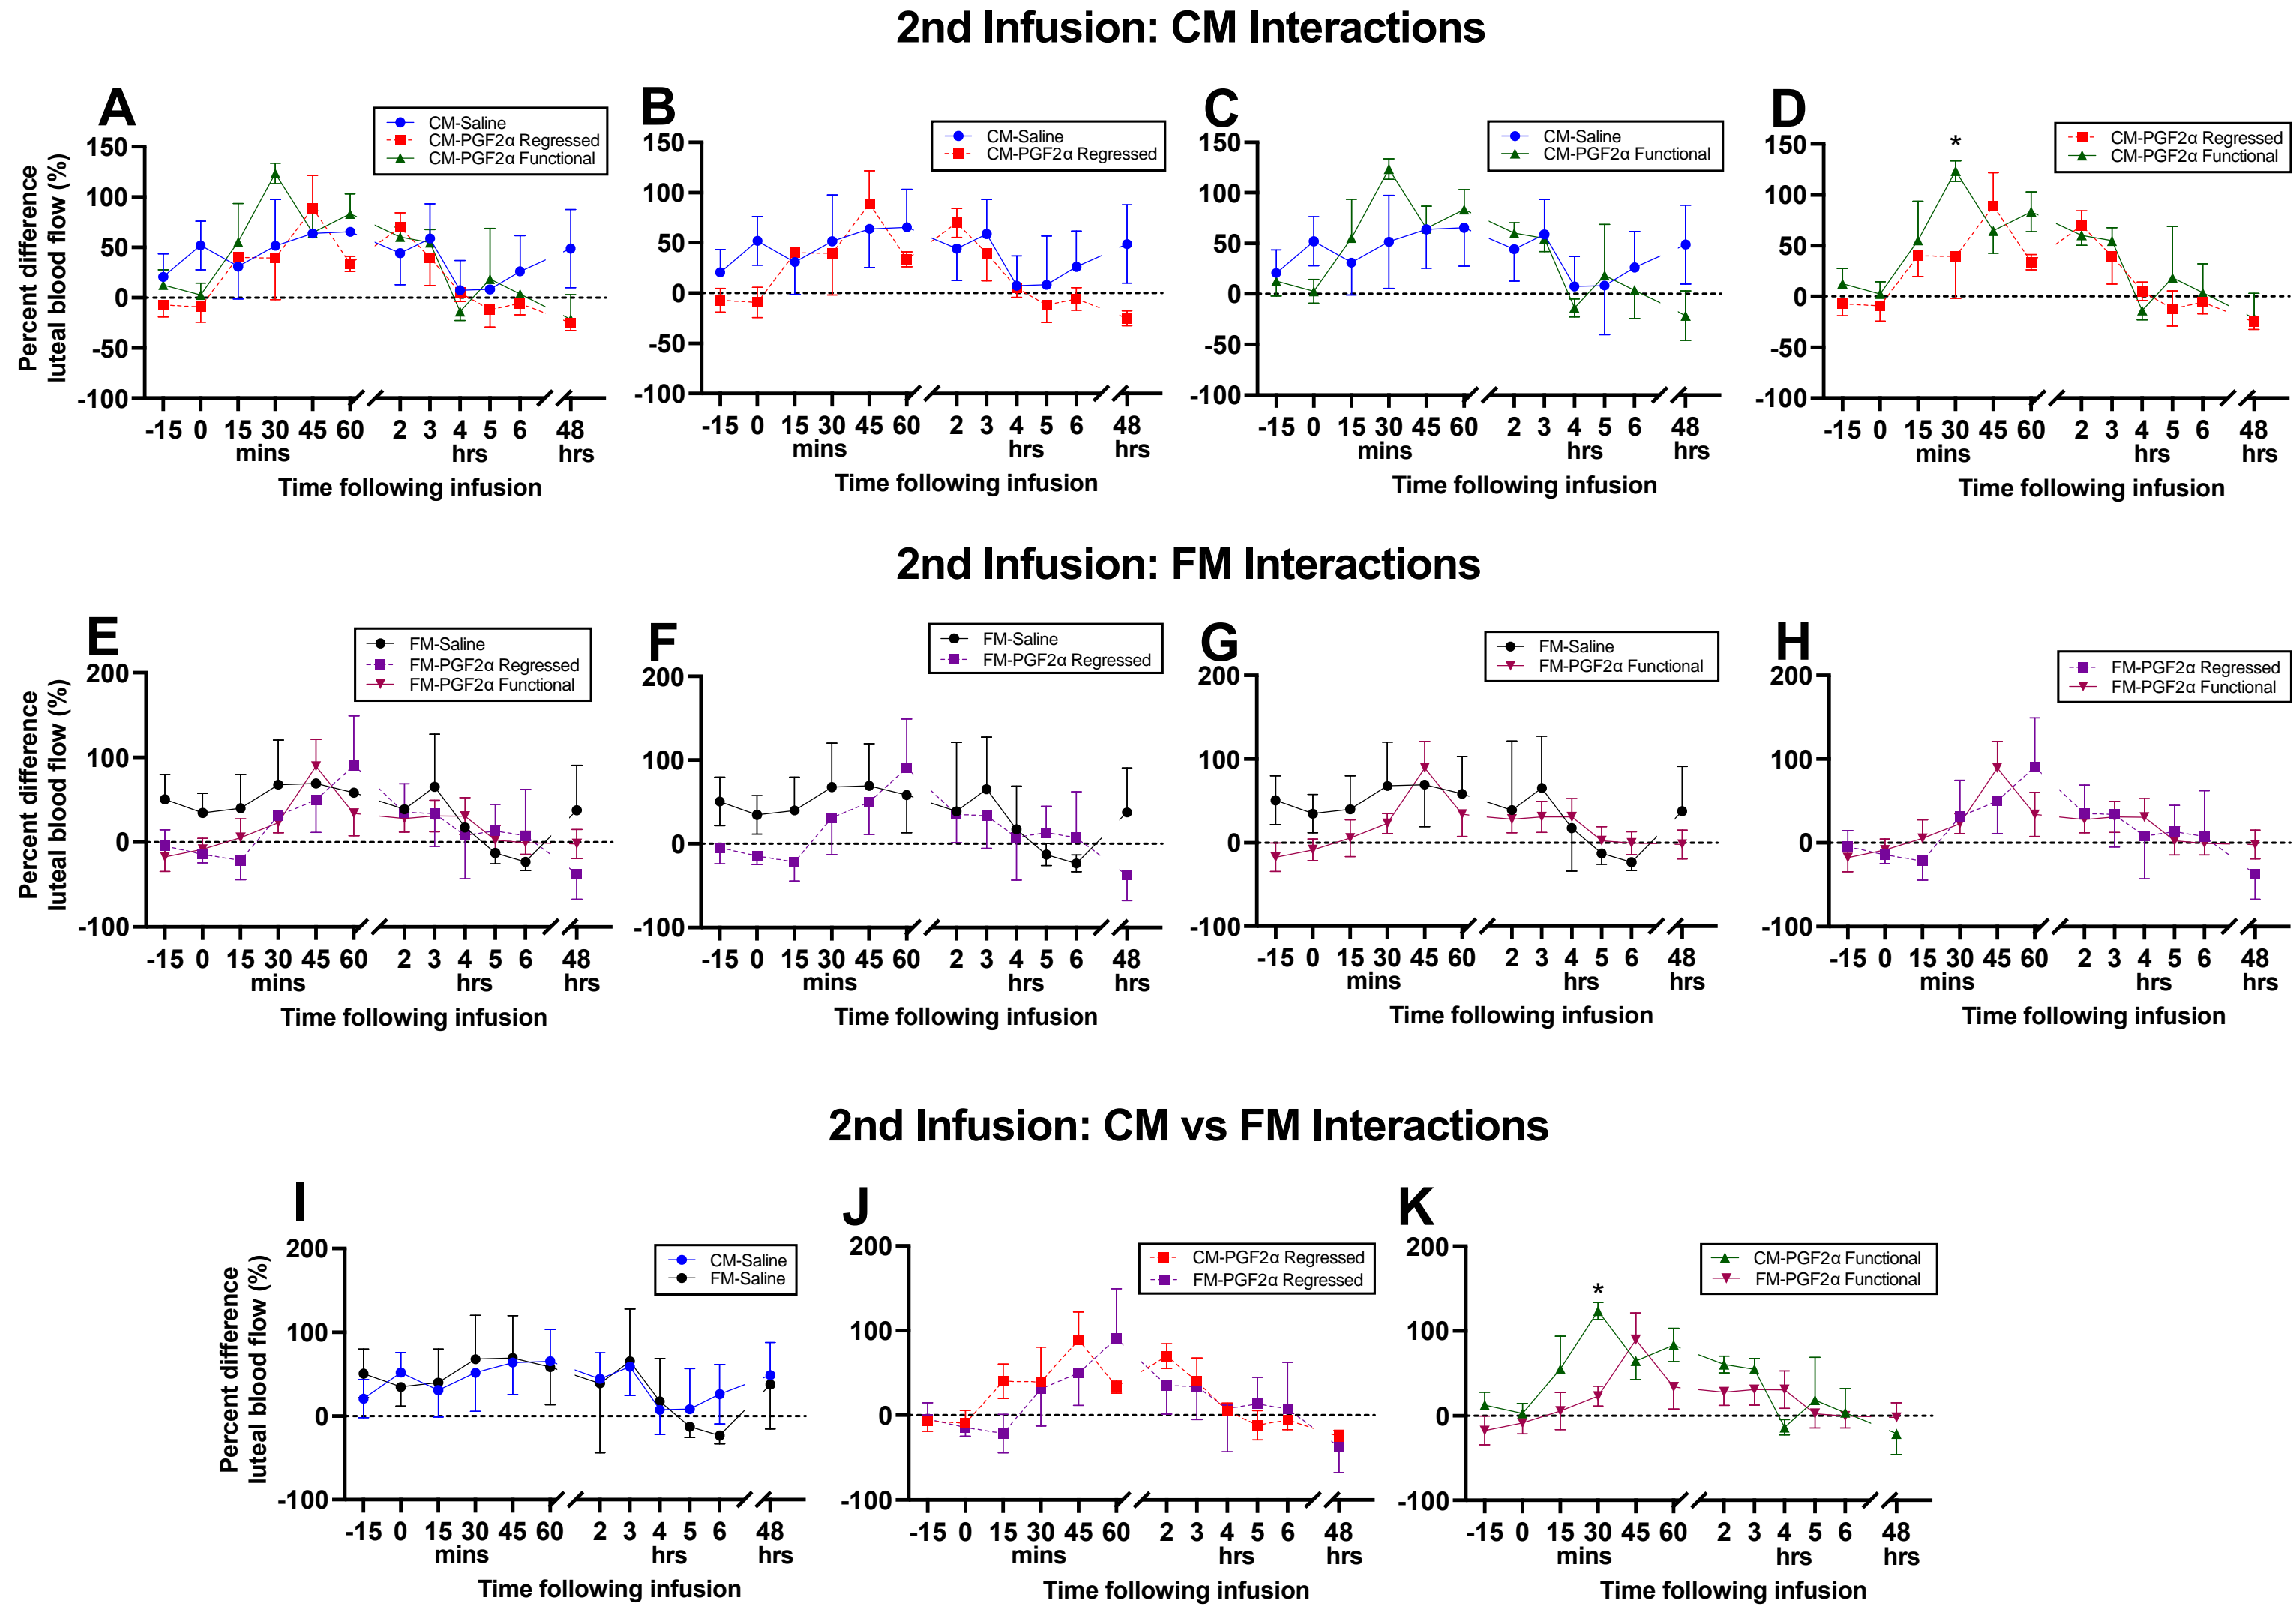 2nd Infusion: CM Interactions
A
CM-Saline
CM-PGF2α Regressed
CM-PGF2α Functional
Percent difference
luteal blood flow (%)
150
100
50
0
-50
-100
-15 0 15 30 45 60 2 3 4 5 6 48
mins hrs hrs
Time following infusion
B
CM-Saline
CM-PGF2α Regressed
150
100
50
0
-50
-100
-15 0 15 30 45 60 2 3 4 5 6 48
mins hrs hrs
Time following infusion
C
CM-Saline
CM-PGF2α Functional
150
100
50
0
-50
-100
-15 0 15 30 45 60 2 3 4 5 6 48
mins hrs hrs
Time following infusion
D
CM-PGF2α Regressed
CM-PGF2α Functional
*
150
100
50
0
-50
-100
-15 0 15 30 45 60 2 3 4 5 6 48
mins hrs hrs
Time following infusion
2nd Infusion: FM Interactions
E
FM-Saline
FM-PGF2α Regressed
FM-PGF2α Functional
Percent difference
luteal blood flow (%)
200
100
0
-100
-15 0 15 30 45 60 2 3 4 5 6 48
mins hrs hrs
Time following infusion
F
FM-Saline
FM-PGF2α Regressed
200
100
0
-100
-15 0 15 30 45 60 2 3 4 5 6 48
mins hrs hrs
Time following infusion
G
FM-Saline
FM-PGF2α Functional
200
100
0
-100
-15 0 15 30 45 60 2 3 4 5 6 48
mins hrs hrs
Time following infusion
H
FM-PGF2α Regressed
FM-PGF2α Functional
200
100
0
-100
-15 0 15 30 45 60 2 3 4 5 6 48
mins hrs hrs
Time following infusion
2nd Infusion: CM vs FM Interactions
I
CM-Saline
FM-Saline
Percent difference
luteal blood flow (%)
200
100
0
-100
-15 0 15 30 45 60 2 3 4 5 6 48
mins hrs hrs
Time following infusion
J
CM-PGF2α Regressed
FM-PGF2α Regressed
200
100
0
-100
-15 0 15 30 45 60 2 3 4 5 6 48
mins hrs hrs
Time following infusion
K
CM-PGF2α Functional
FM-PGF2α Functional
*
200
100
0
-100
-15 0 15 30 45 60 2 3 4 5 6 48
mins hrs hrs
Time following infusion